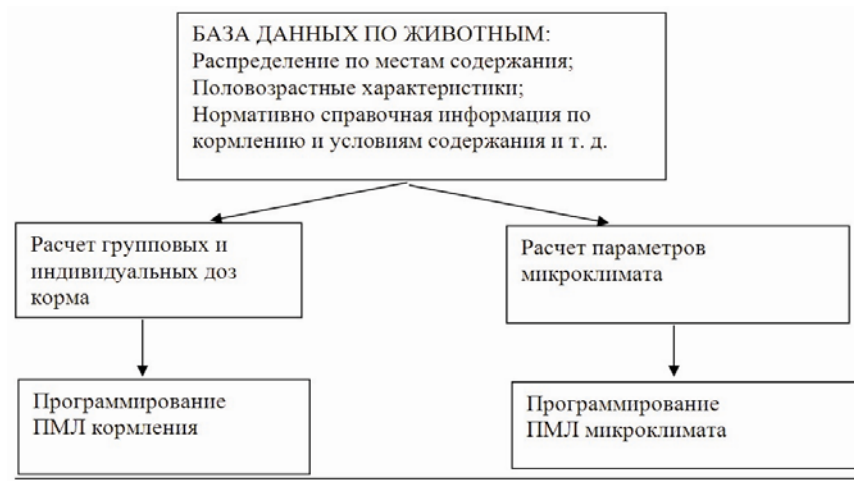 БАЗА ДАННЫХ ПО ЖИВОТНЫМ:
Распределение по местам содержания;
Половозрастные характеристики;
Нормативно справочная информация по
кормлению и условиям содержания и т. д.
Расчет групповых и
индивидуальных доз
корма
Расчет параметров
микроклимата
Программирование
ПМЛ кормления
Программирование
ПМЛ микроклимата